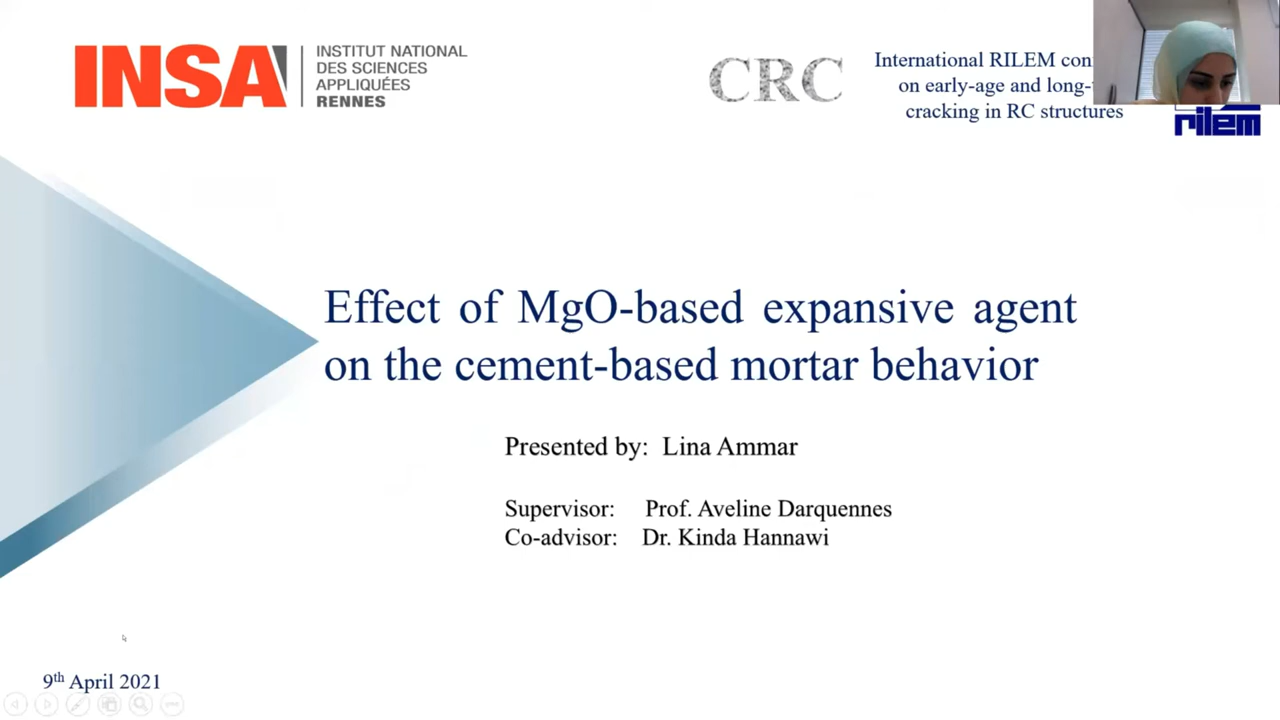 INSA
INSTITUT NATIONAL
DES SCIENCES
APPLIQUÉES
RENNES
CRC
International RILEM con
on early-age and long-
cracking in RC structures
rilem
Effect of MgO-based expansive agent
on the cement-based mortar behavior
Presented by: Lina Ammar
Supervisor: Prof. Aveline Darquennes
Co-advisor: Dr. Kinda Hannawi
9th April 2021